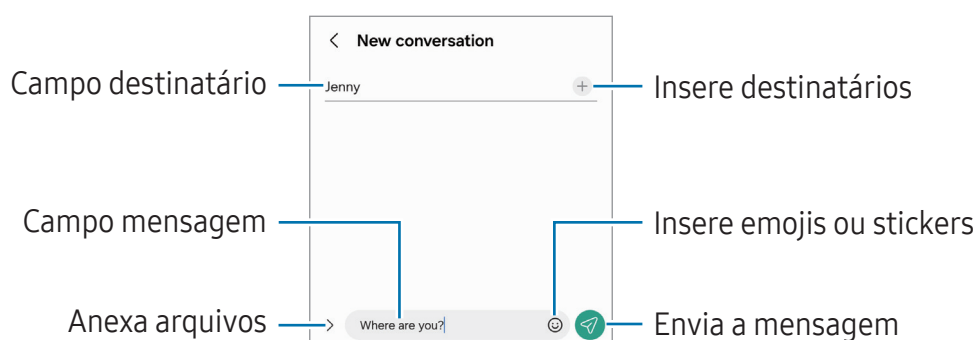 New conversation
Campo destinatário
Jenny
Insere destinatários
Campo mensagem
Insere emojis ou stickers
Anexa arquivos
Where are you?
Envia a mensagem